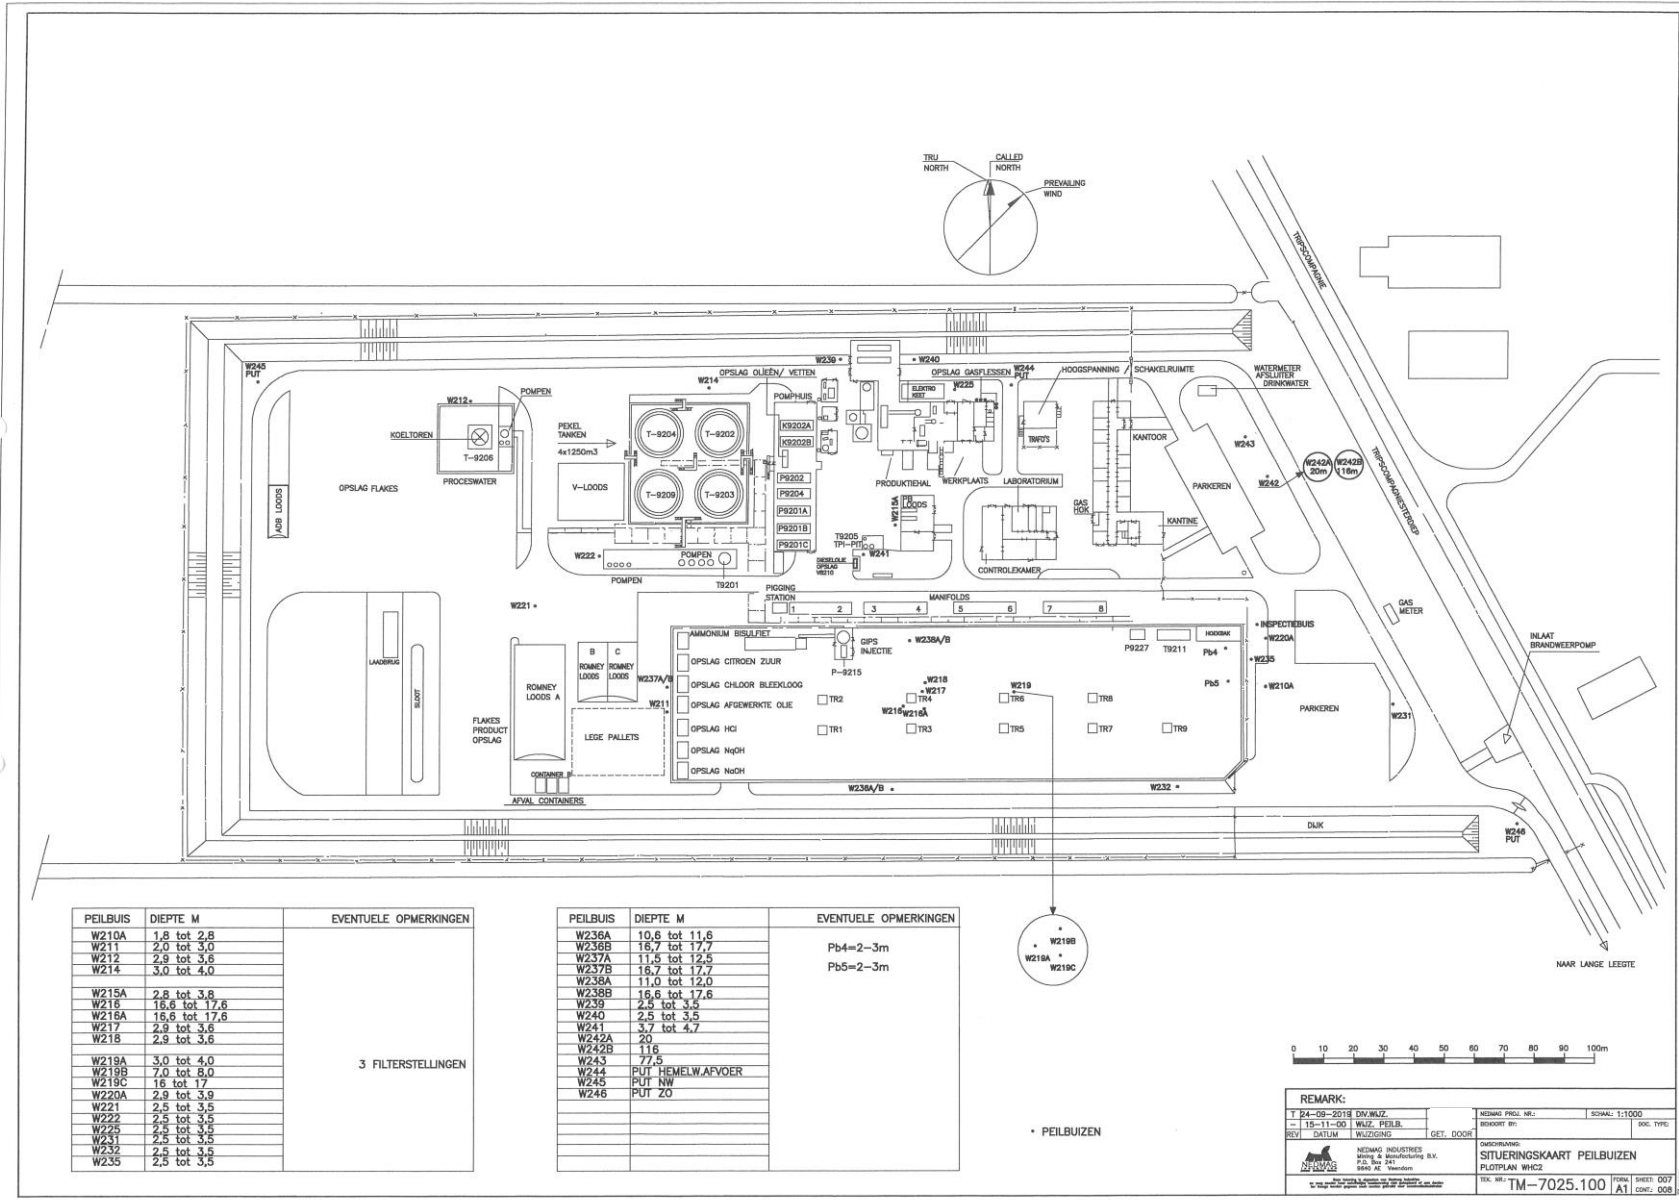 TRU
NORTH
CALLED
NORTH
PREVAILING
WIND
TRIPSCOMPAGNIE
TRIPSCOMPAGNIESTERDIEP
W245
PUT
W212
POMPEN
KOELTOREN
T-9206
PROCESWATER
OPSLAG FLAKES
ADB LOODS
PEKEL
TANKEN
4x1250m3
V-LOODS
W214
T-9204
T-9202
T-9209
T-9203
OPSLAG OLIEËN/ VETTEN
POMPHUIS
K9202A
K9202B
P9202
P9204
P9201A
P9201B
P9201C
W239
W240
ELEKTRO
KEET
W225
OPSLAG GASFLESSEN
W244
PUT
HOOGSPANNING / SCHAKELRUIMTE
TRAFO'S
WATERMETER
AFSLUITER
DRINKWATER
KANTOOR
W243
W242
W242A
20m
W242B
116m
PARKEREN
PRODUKTIEHAL
WERKPLAATS
LABORATORIUM
GAS
HOK
KANTINE
W215A
PB
LOODS
T9205
TPI-PIT
W241
DIESELOLIE
OPSLAG
V9210
CONTROLEKAMER
W222
POMPEN
POMPEN
T9201
W221
PIGGING
STATION
MANIFOLDS
1 2 3 4 5 6 7 8
GAS
METER
INLAAT
BRANDWEERPOMP
LAADBRUG
SLOOT
ROMNEY
LOODS A
B
ROMNEY
LOODS
C
ROMNEY
LOODS
W237A/B
W211
FLAKES
PRODUCT
OPSLAG
LEGE PALLETS
AFVAL CONTAINERS
AMMONIUM BISULFIET
OPSLAG CITROEN ZUUR
OPSLAG CHLOOR BLEEKLOOG
OPSLAG AFGEWERKTE OLIE
OPSLAG HCl
OPSLAG NaOH
OPSLAG NaOH
GIPS
INJECTIE
P-9215
W238A/B
W218
W217
W216
W216A
W219
TR2
TR4
TR6
TR8
TR1
TR3
TR5
TR7
TR9
P9227
T9211
Pb4
Pb5
INSPECTIEBUIS
W220A
W235
W210A
PARKEREN
W231
W236A/B
W232
DIJK
W246
PUT
NAAR LANGE LEEGTE
W219B
W219A
W219C
PEILBUIS DIEPTE M EVENTUELE OPMERKINGEN
W210A 1,8 tot 2,8
W211 2,0 tot 3,0
W212 2,9 tot 3,6
W214 3,0 tot 4,0
W215A 2,8 tot 3,8
W216 16,6 tot 17,6
W216A 16,6 tot 17,6
W217 2,9 tot 3,6
W218 2,9 tot 3,6
W219A 3,0 tot 4,0
W219B 7,0 tot 8,0 3 FILTERSTELLINGEN
W219C 16 tot 17
W220A 2,9 tot 3,9
W221 2,5 tot 3,5
W222 2,5 tot 3,5
W225 2,5 tot 3,5
W231 2,5 tot 3,5
W232 2,5 tot 3,5
W235 2,5 tot 3,5
PEILBUIS DIEPTE M EVENTUELE OPMERKINGEN
W236A 10,6 tot 11,6
W236B 16,7 tot 17,7 Pb4=2-3m
W237A 11,5 tot 12,5
W237B 16,7 tot 17,7 Pb5=2-3m
W238A 11,0 tot 12,0
W238B 16,6 tot 17,6
W239 2,5 tot 3,5
W240 2,5 tot 3,5
W241 3,7 tot 4,7
W242A 20
W242B 116
W243 77,5
W244 PUT HEMELW.AFVOER
W245 PUT NW
W246 PUT ZO
• PEILBUIZEN
0 10 20 30 40 50 60 70 80 90 100m
REMARK:
T 24-09-2019 DIV.WIJZ.
- 15-11-00 WIJZ. PEILB.
REV DATUM WIJZIGING GET. DOOR
NEDMAG PROJ. NR.: SCHAAL: 1:1000
BEHOORT BIJ: DOC. TYPE:
NEDMAG
NEDMAG INDUSTRIES
Mining & Manufacturing B.V.
P.O. Box 241
9640 AE Veendam
OMSCHRIJVING:
SITUERINGSKAART PEILBUIZEN
PLOTPLAN WHC2
TEK. NR.: TM-7025.100 FORM. A1 SHEET: 007 CONT.: 008